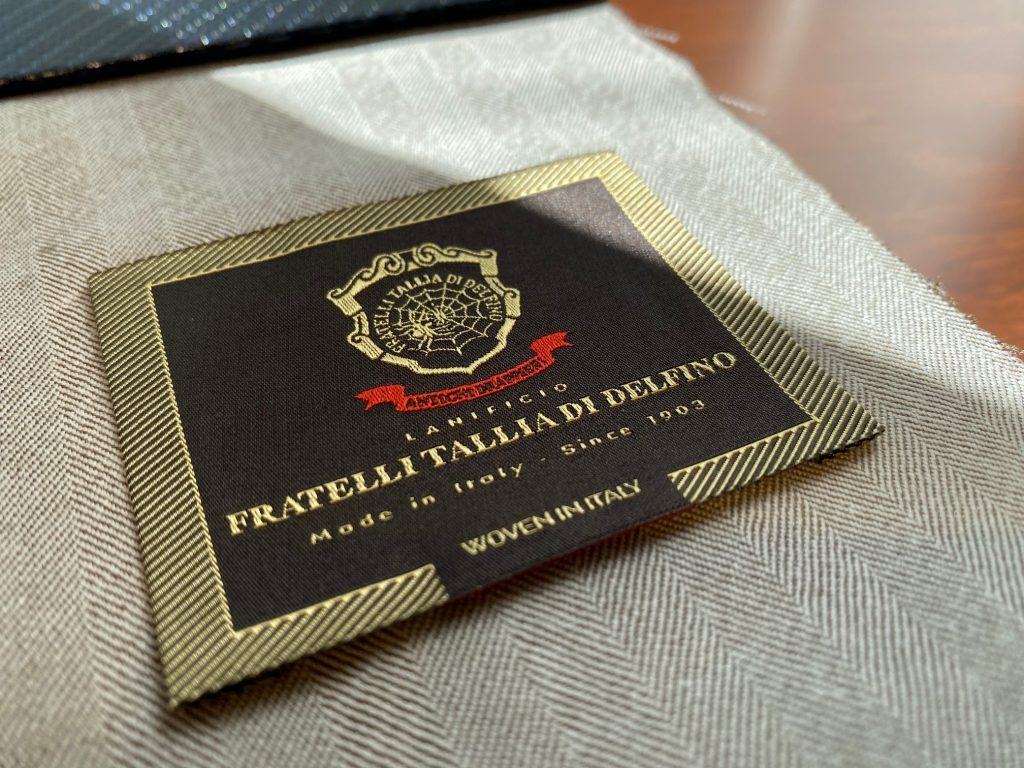 FRATELLI TALLIA DI DELFINO
LANIFICIO
FRATELLI TALLIA DI DELFINO
Made in Italy - Since 1903
WOVEN IN ITALY